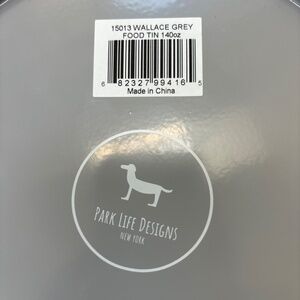 15013 WALLACE GREY
FOOD TIN 140oz
6 82327 99416 5
Made in China
PARK LIFE DESIGNS
NEW YORK